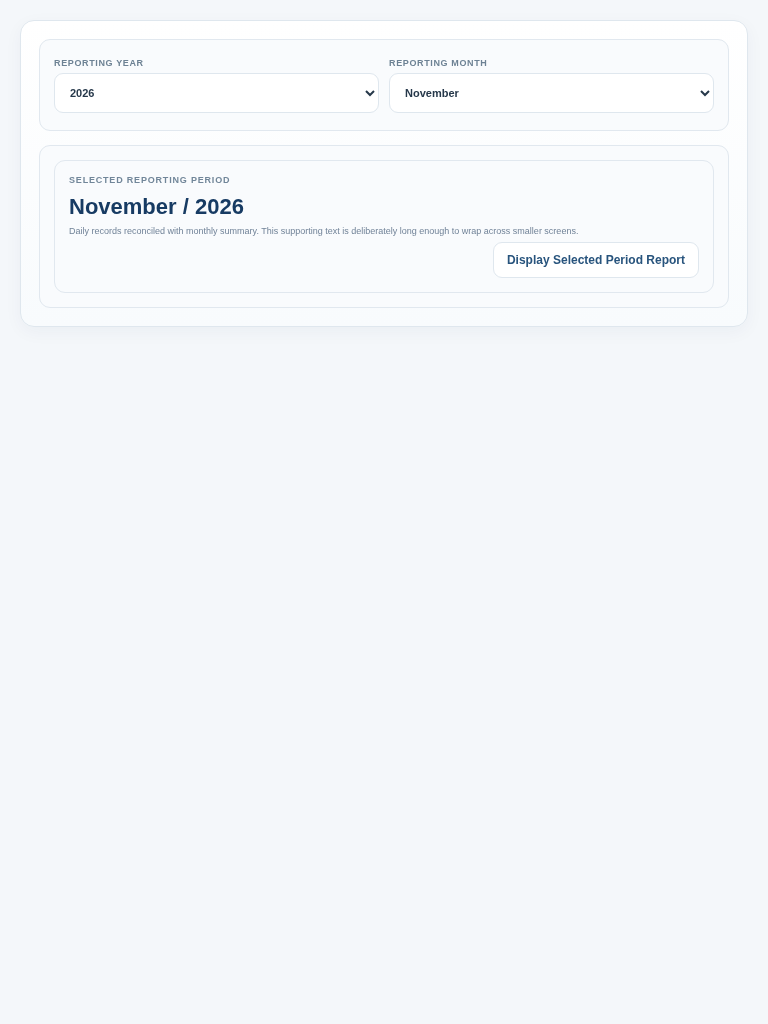 REPORTING YEAR
REPORTING MONTH
2026
November
SELECTED REPORTING PERIOD
November / 2026
Daily records reconciled with monthly summary. This supporting text is deliberately long enough to wrap across smaller screens.
Display Selected Period Report